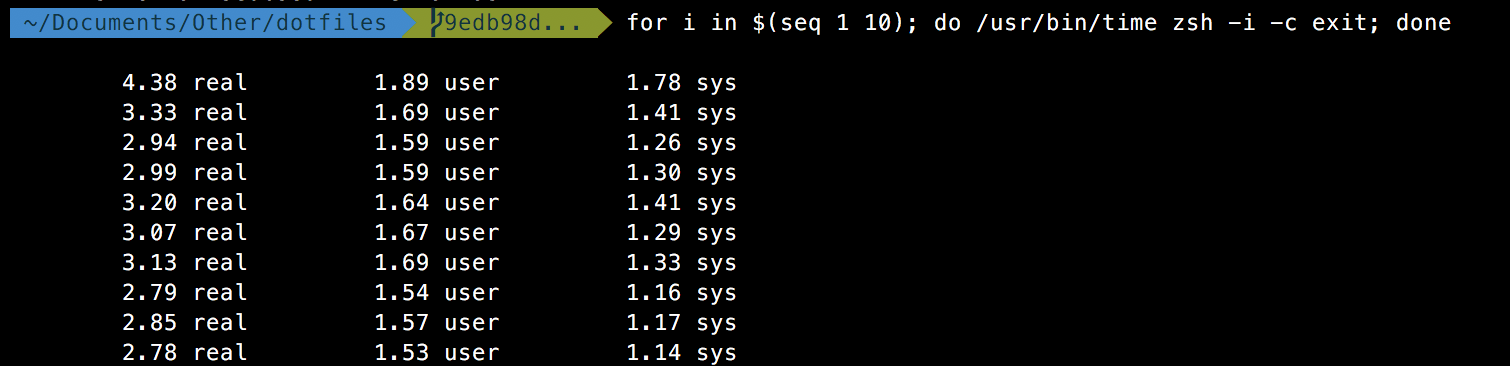 ~/Documents/Other/dotfiles 9edb98d... for i in $(seq 1 10); do /usr/bin/time zsh -i -c exit; done
4.38 real 1.89 user 1.78 sys
3.33 real 1.69 user 1.41 sys
2.94 real 1.59 user 1.26 sys
2.99 real 1.59 user 1.30 sys
3.20 real 1.64 user 1.41 sys
3.07 real 1.67 user 1.29 sys
3.13 real 1.69 user 1.33 sys
2.79 real 1.54 user 1.16 sys
2.85 real 1.57 user 1.17 sys
2.78 real 1.53 user 1.14 sys